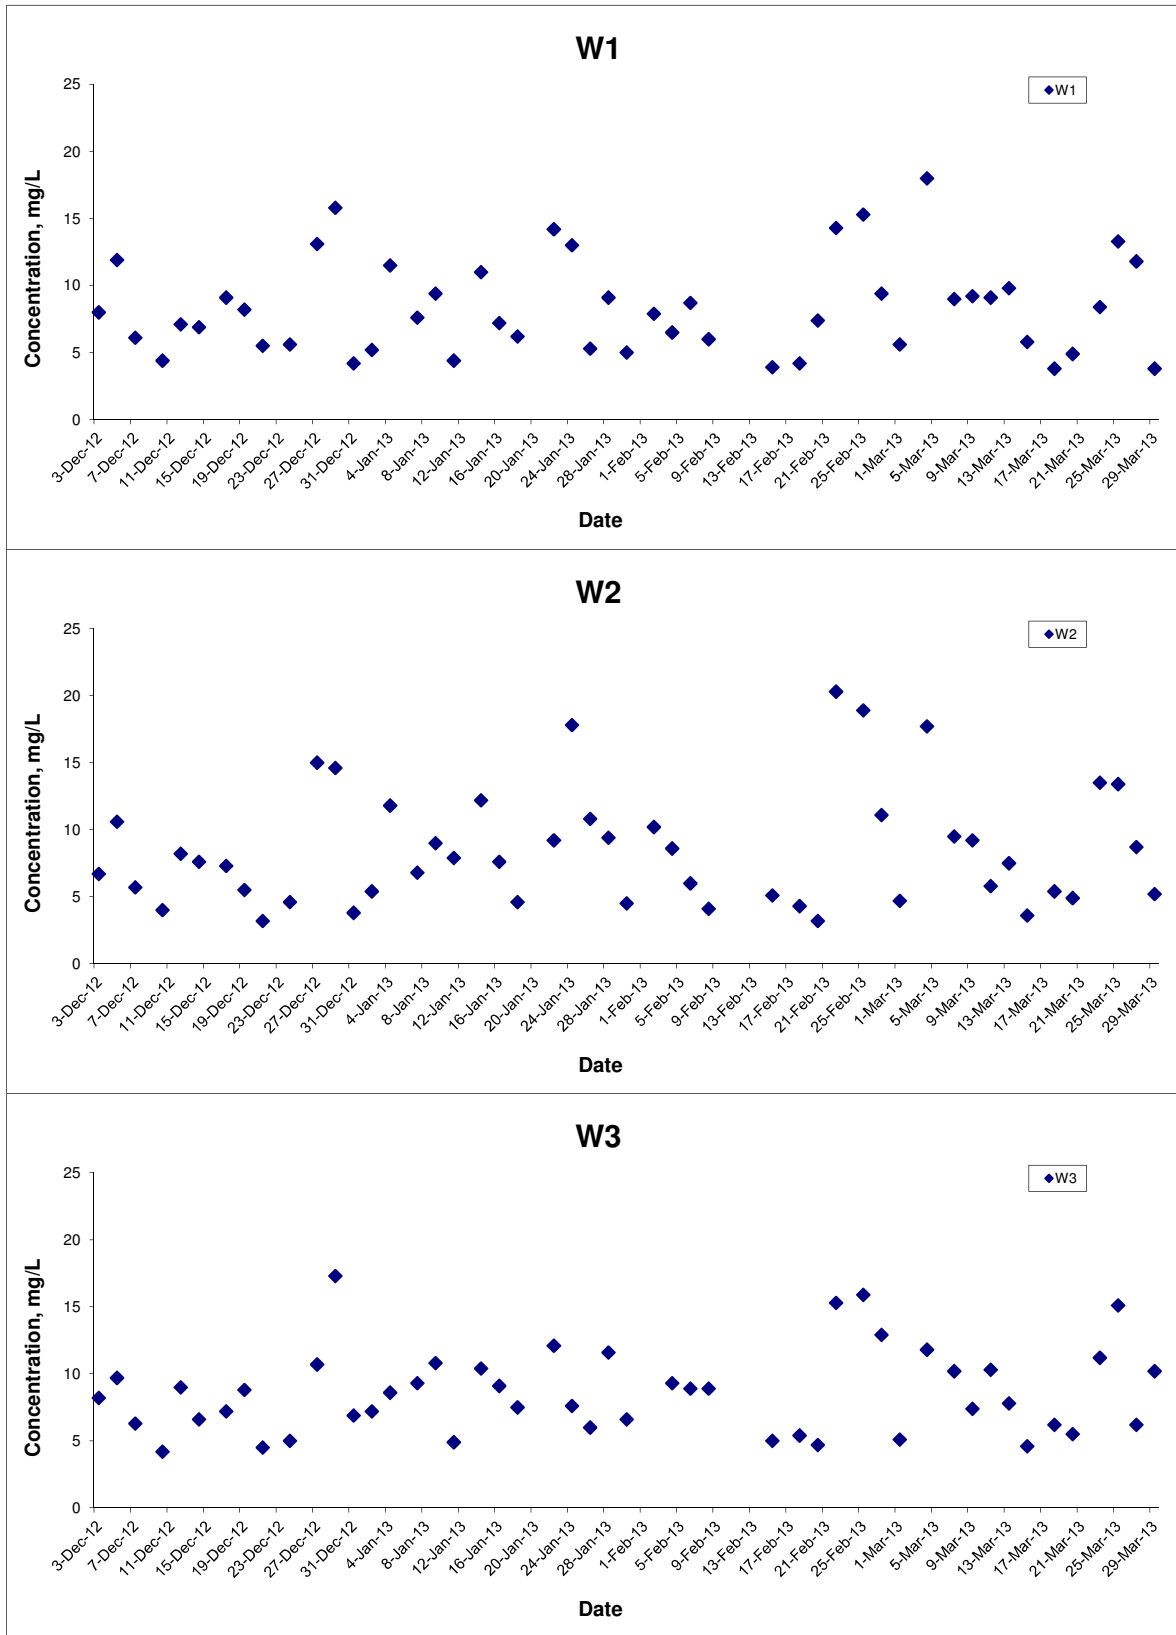 W1
W1
25
20
15
10
5
0
Concentration, mg/L
3-Dec-12
7-Dec-12
11-Dec-12
15-Dec-12
19-Dec-12
23-Dec-12
27-Dec-12
31-Dec-12
4-Jan-13
8-Jan-13
12-Jan-13
16-Jan-13
20-Jan-13
24-Jan-13
28-Jan-13
1-Feb-13
5-Feb-13
9-Feb-13
13-Feb-13
17-Feb-13
21-Feb-13
25-Feb-13
1-Mar-13
5-Mar-13
9-Mar-13
13-Mar-13
17-Mar-13
21-Mar-13
25-Mar-13
29-Mar-13
Date
W2
W2
25
20
15
10
5
0
Concentration, mg/L
3-Dec-12
7-Dec-12
11-Dec-12
15-Dec-12
19-Dec-12
23-Dec-12
27-Dec-12
31-Dec-12
4-Jan-13
8-Jan-13
12-Jan-13
16-Jan-13
20-Jan-13
24-Jan-13
28-Jan-13
1-Feb-13
5-Feb-13
9-Feb-13
13-Feb-13
17-Feb-13
21-Feb-13
25-Feb-13
1-Mar-13
5-Mar-13
9-Mar-13
13-Mar-13
17-Mar-13
21-Mar-13
25-Mar-13
29-Mar-13
Date
W3
W3
25
20
15
10
5
0
Concentration, mg/L
3-Dec-12
7-Dec-12
11-Dec-12
15-Dec-12
19-Dec-12
23-Dec-12
27-Dec-12
31-Dec-12
4-Jan-13
8-Jan-13
12-Jan-13
16-Jan-13
20-Jan-13
24-Jan-13
28-Jan-13
1-Feb-13
5-Feb-13
9-Feb-13
13-Feb-13
17-Feb-13
21-Feb-13
25-Feb-13
1-Mar-13
5-Mar-13
9-Mar-13
13-Mar-13
17-Mar-13
21-Mar-13
25-Mar-13
29-Mar-13
Date